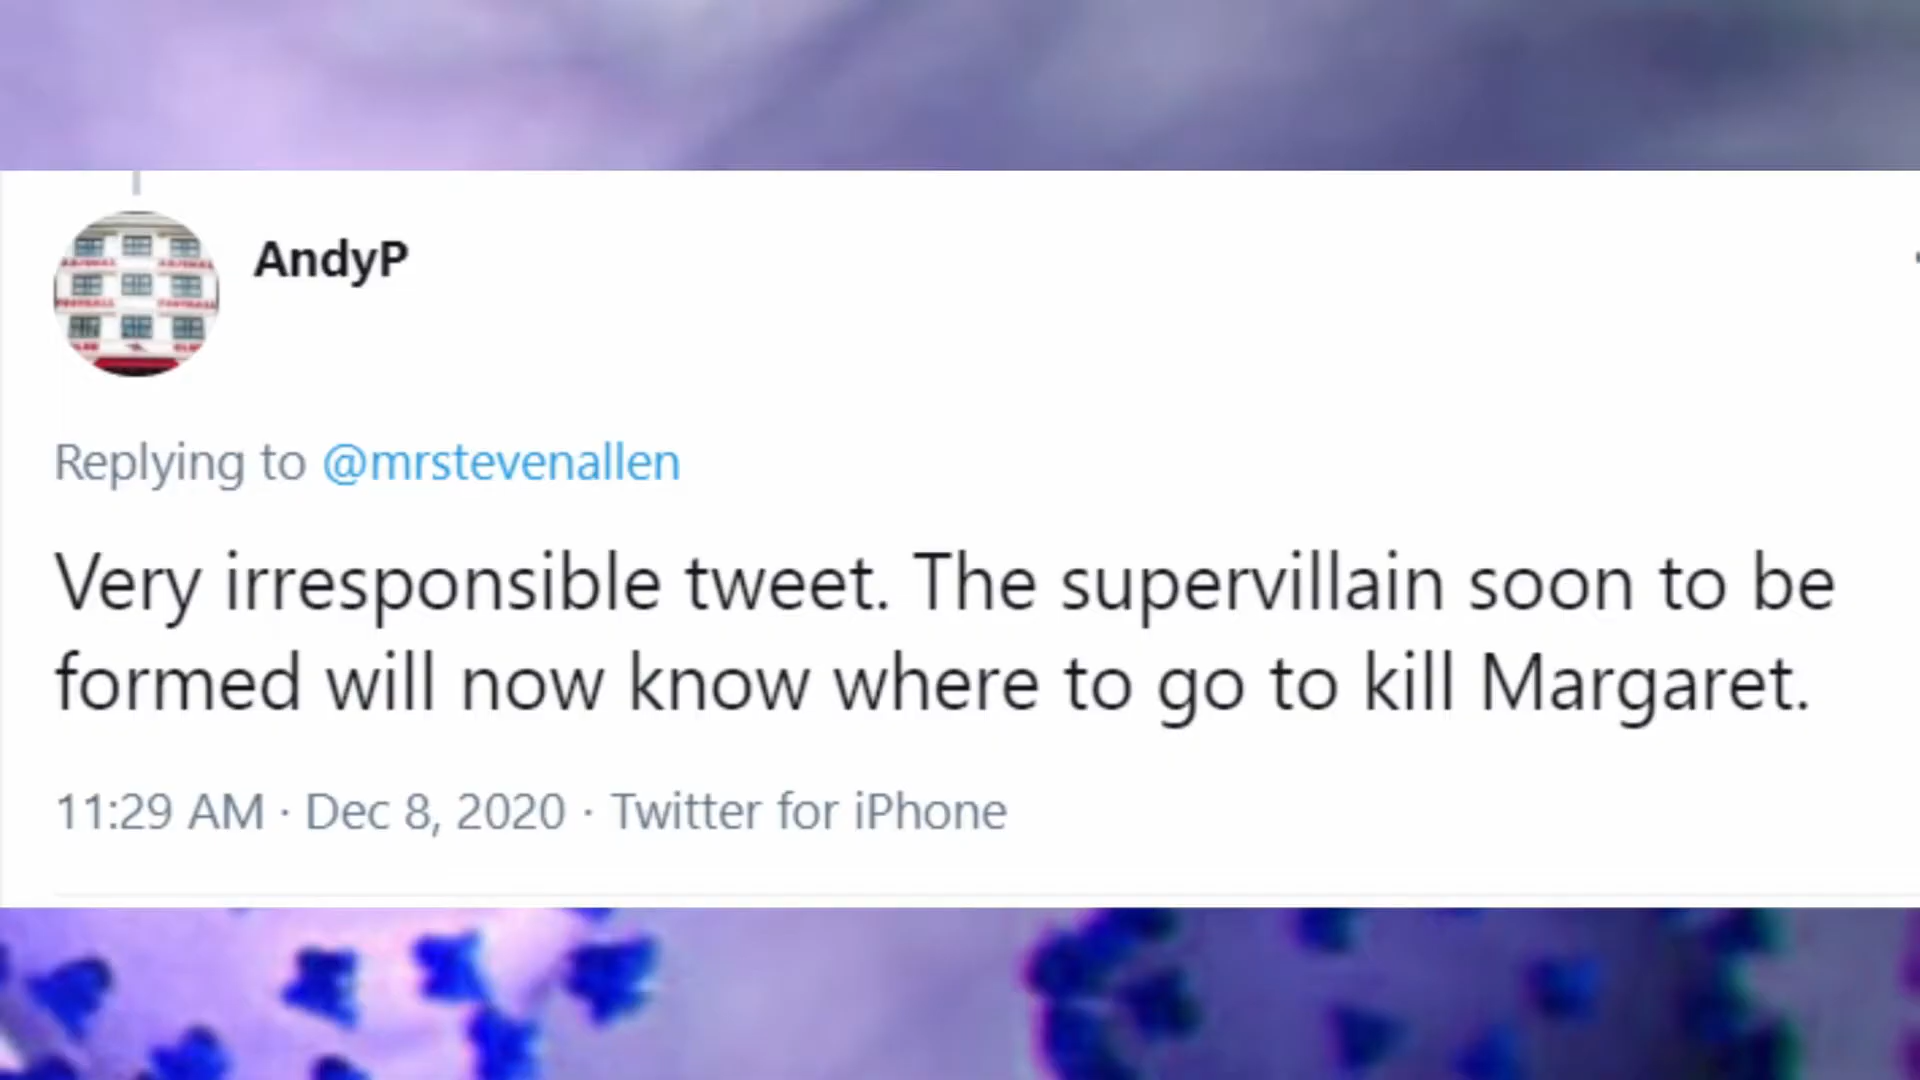 AndyP
Replying to @mrstevenallen
Very irresponsible tweet. The supervillain soon to be
formed will now know where to go to kill Margaret.
11:29 AM · Dec 8, 2020 · Twitter for iPhone